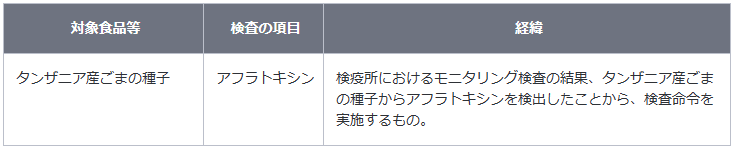 対象食品等
検査の項目
経緯
タンザニア産ごまの種子
アフラトキシン
検疫所におけるモニタリング検査の結果、タンザニア産ごま
の種子からアフラトキシンを検出したことから、検査命令を
実施するもの。